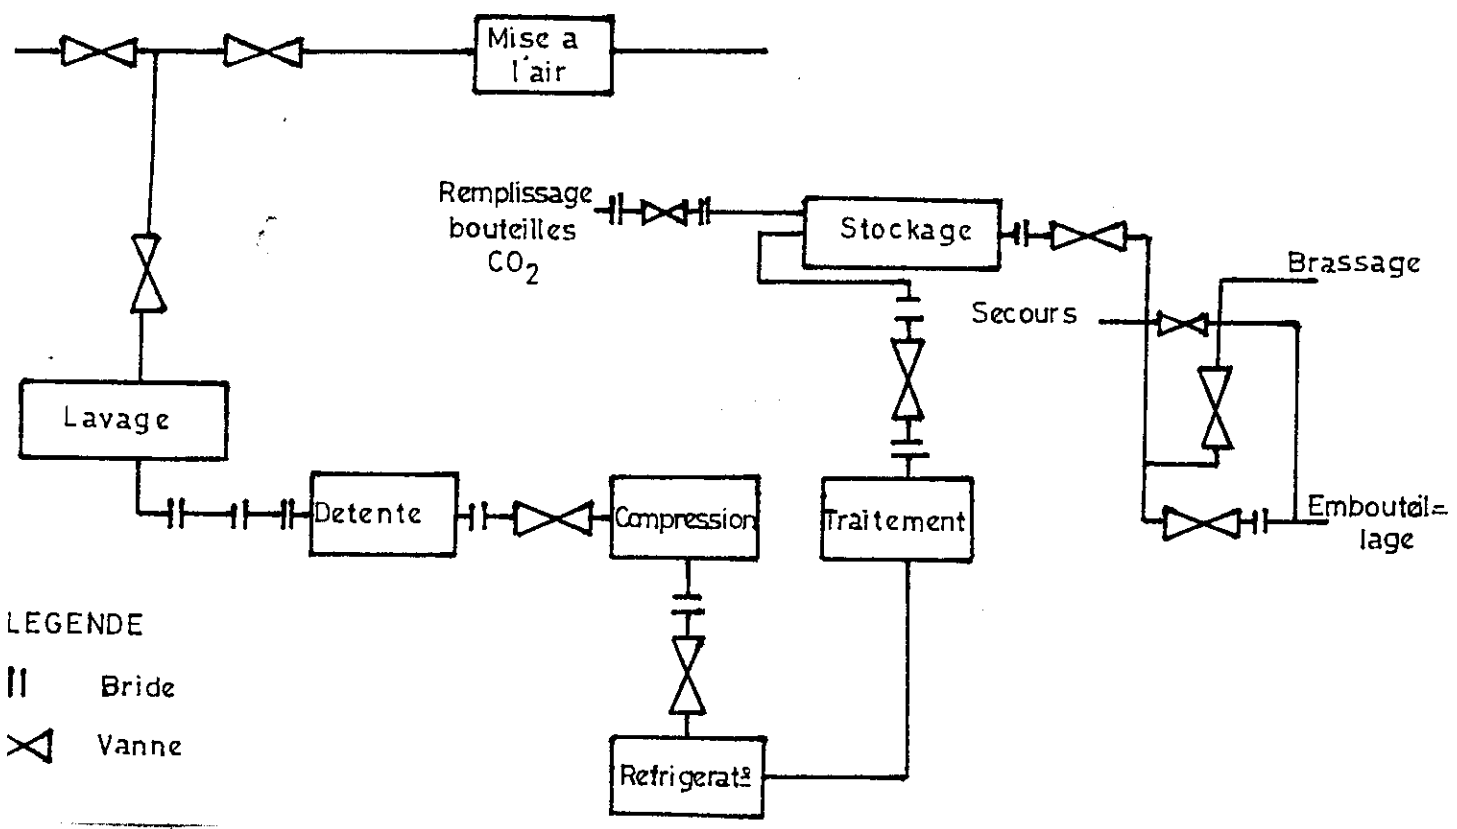 Mise a
l'air
Remplissage
bouteilles
CO2
Stockage
Brassage
Secours
Lavage
Detente
Compression
Traitement
Embouteil=
lage
LEGENDE
Bride
Vanne
Refrigerat°